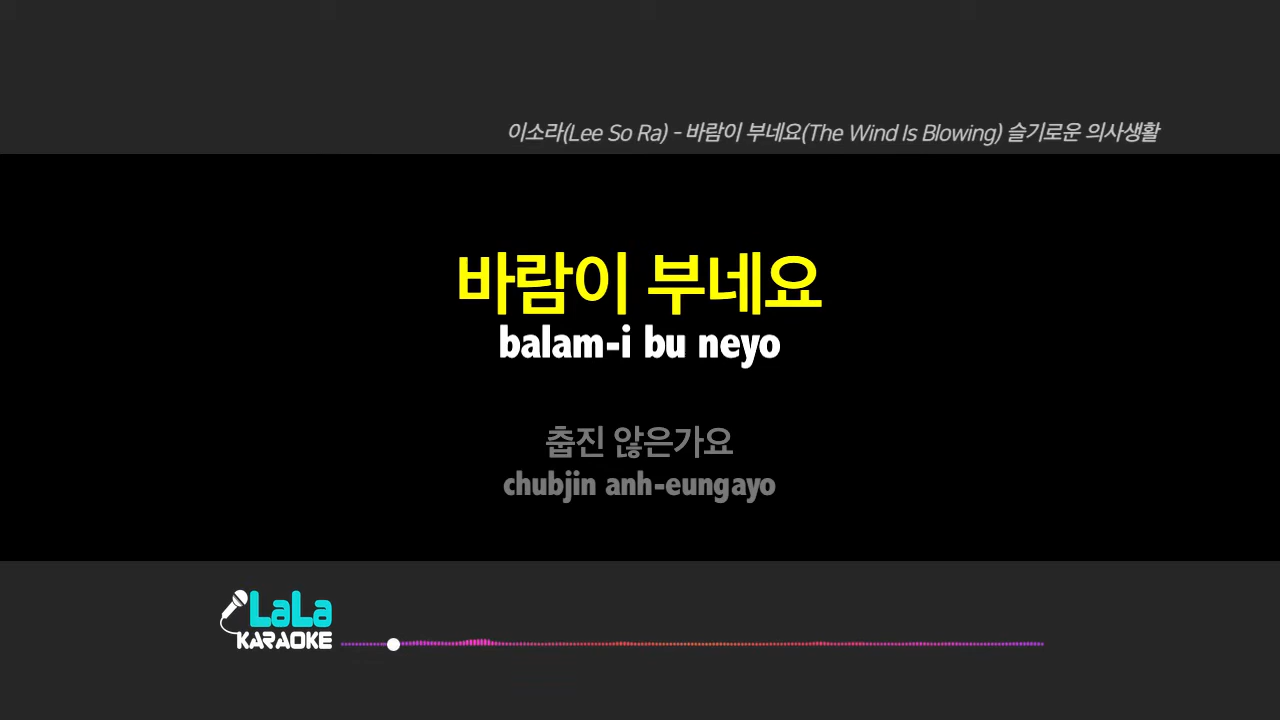 이소라(Lee So Ra) - 바람이 부네요(The Wind Is Blowing) 슬기로운 의사생활
바람이 부네요
balam-i bu neyo
춥진 않은가요
chubjin anh-eungayo
LaLa
KARAOKE